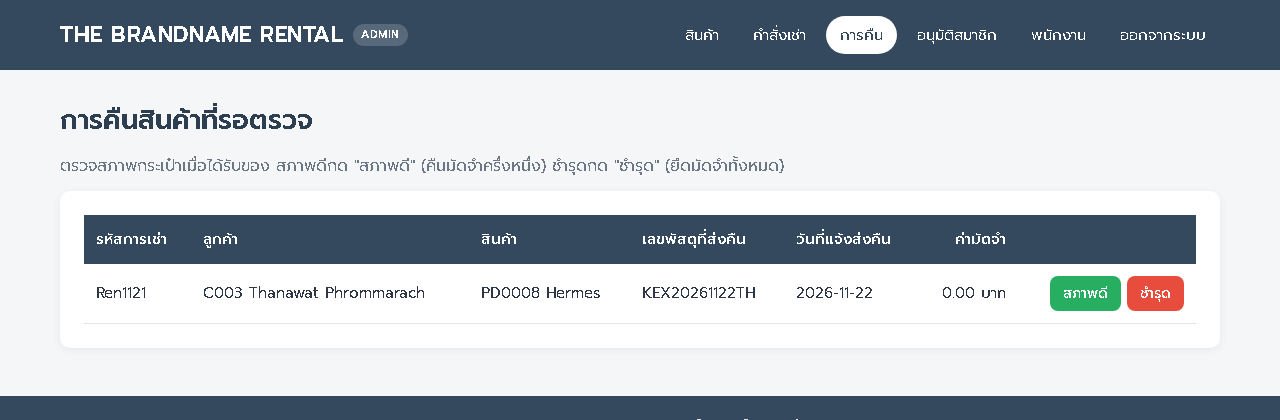 THE BRANDNAME RENTAL ADMIN สินค้า คำสั่งเช่า การคืน อนุมัติสมาชิก พนักงาน ออกจากระบบ
การคืนสินค้าที่รอตรวจ
ตรวจสภาพกระเป๋าเมื่อได้รับของ สภาพดีกด "สภาพดี" (คืนมัดจำครึ่งหนึ่ง) ชำรุดกด "ชำรุด" (ยึดมัดจำทั้งหมด)
รหัสการเช่า ลูกค้า สินค้า เลขพัสดุที่ส่งคืน วันที่แจ้งส่งคืน ค่ามัดจำ
Ren1121 C003 Thanawat Phrommarach PD0008 Hermes KEX20261122TH 2026-11-22 0.00 บาท สภาพดี ชำรุด